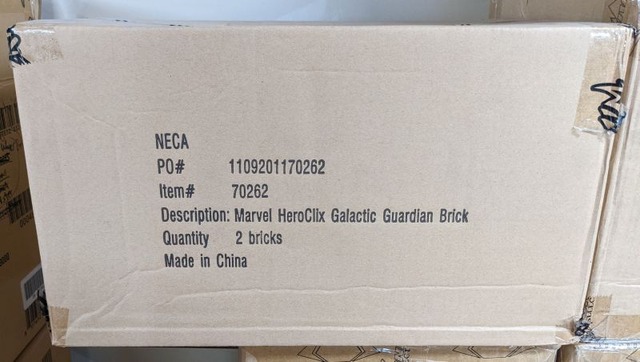 NECA
PO# 1109201170262
Item# 70262
Description: Marvel HeroClix Galactic Guardian Brick
Quantity 2 bricks
Made in China